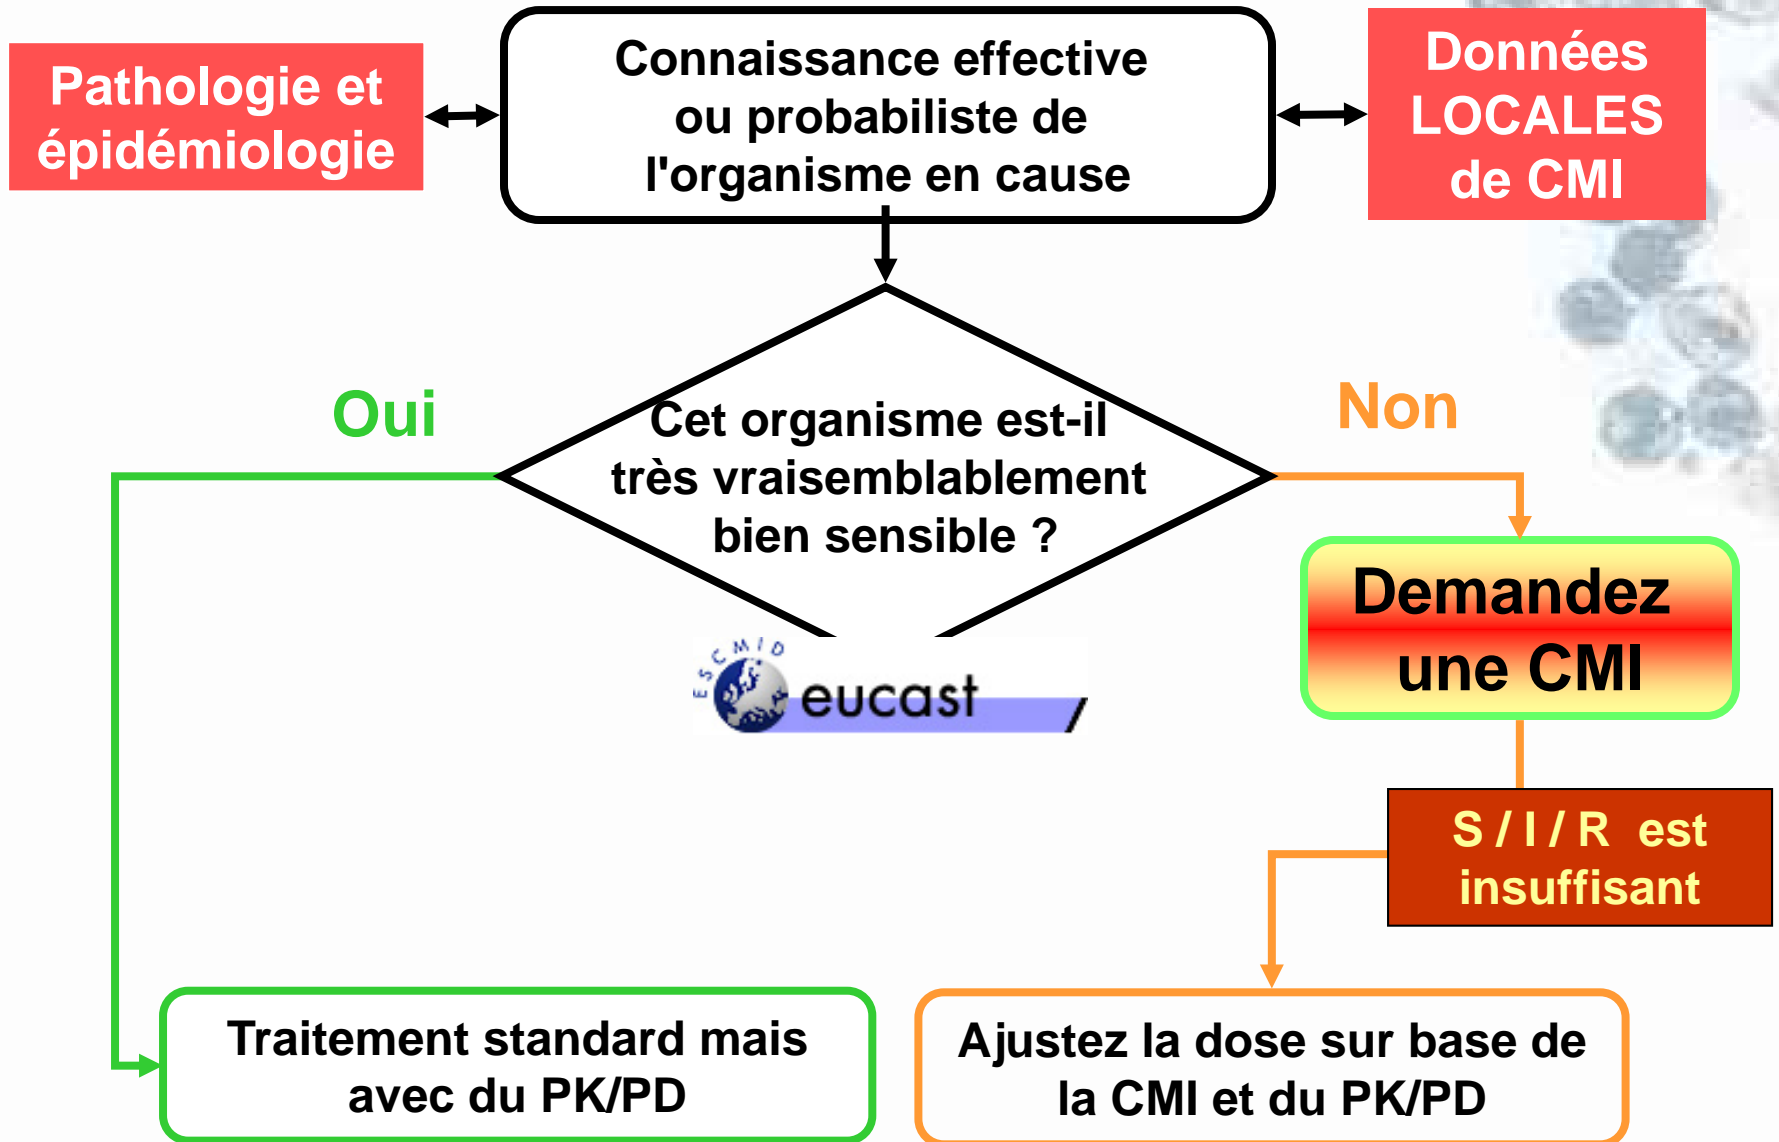 Pathologie et
épidémiologie
Connaissance effective
ou probabiliste de
l'organisme en cause
Données
LOCALES
de CMI
Oui
Cet organisme est-il
très vraisemblablement
bien sensible ?
Non
Demandez
une CMI
ESCMID
eucast
S / I / R est
insuffisant
Traitement standard mais
avec du PK/PD
Ajustez la dose sur base de
la CMI et du PK/PD